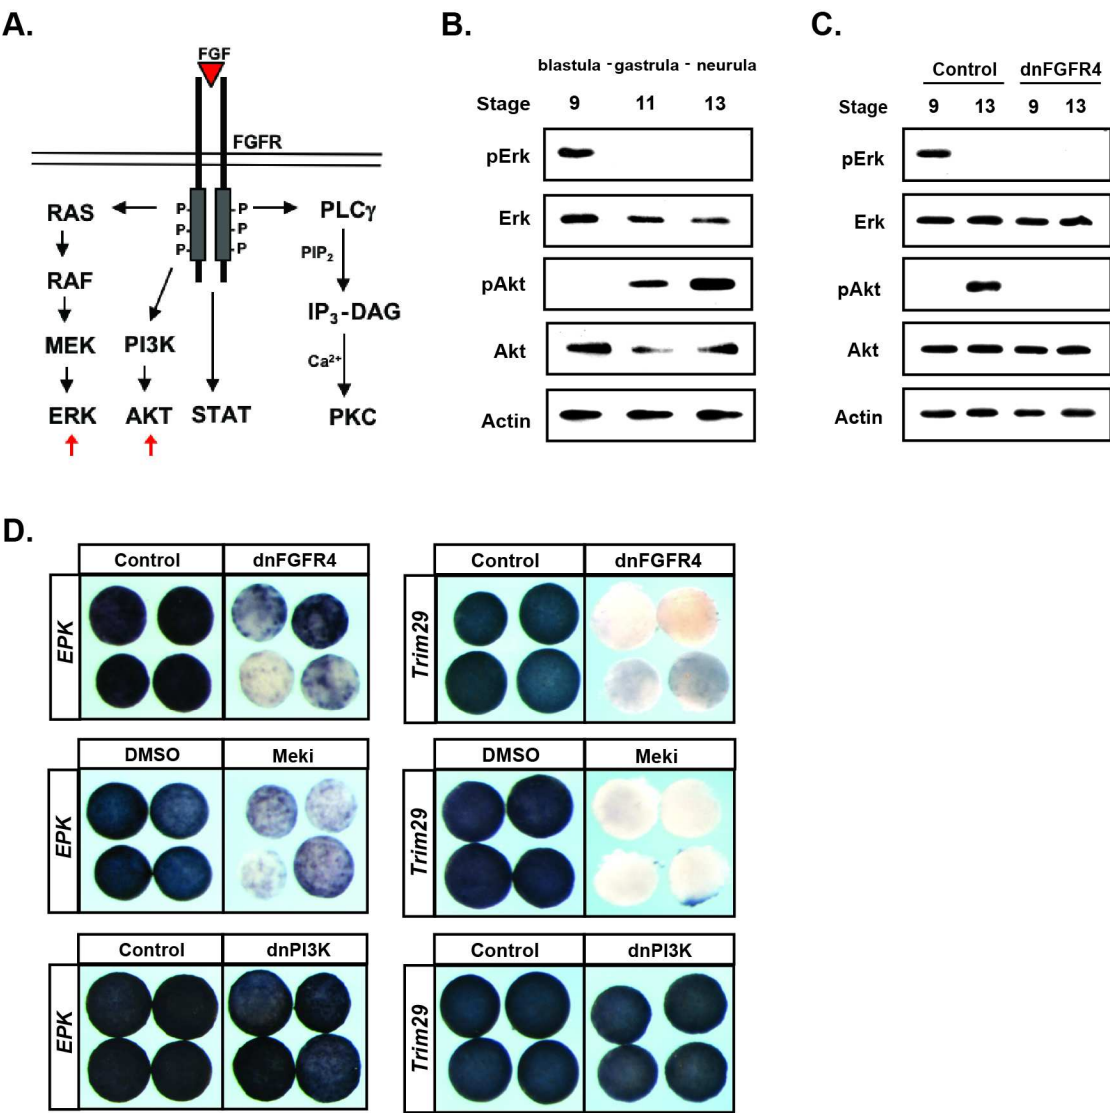 A.
FGF
FGFR
P P
P P
P P
RAS
PLCγ
PIP2
RAF
IP3-DAG
MEK
PI3K
Ca2+
ERK
AKT
STAT
PKC
B.
blastula - gastrula - neurula
Stage 9 11 13
pErk
Erk
pAkt
Akt
Actin
C.
Control dnFGFR4
Stage 9 13 9 13
pErk
Erk
pAkt
Akt
Actin
D.
Control dnFGFR4
EPK
Control dnFGFR4
Trim29
DMSO Meki
EPK
DMSO Meki
Trim29
Control dnPI3K
EPK
Control dnPI3K
Trim29